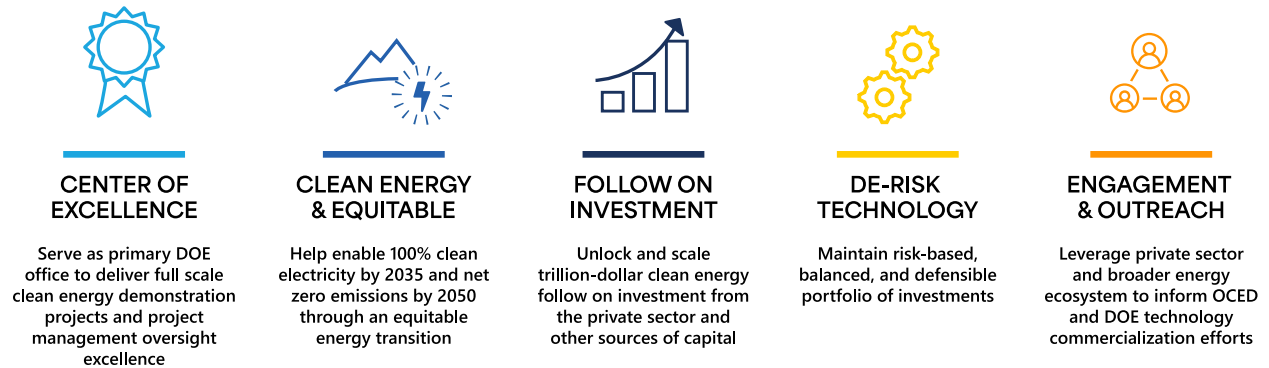 CENTER OF
EXCELLENCE
Serve as primary DOE
office to deliver full scale
clean energy demonstration
projects and project
management oversight
excellence
CLEAN ENERGY
& EQUITABLE
Help enable 100% clean
electricity by 2035 and net
zero emissions by 2050
through an equitable
energy transition
FOLLOW ON
INVESTMENT
Unlock and scale
trillion-dollar clean energy
follow on investment from
the private sector and
other sources of capital
DE-RISK
TECHNOLOGY
Maintain risk-based,
balanced, and defensible
portfolio of investments
ENGAGEMENT
& OUTREACH
Leverage private sector
and broader energy
ecosystem to inform OCED
and DOE technology
commercialization efforts